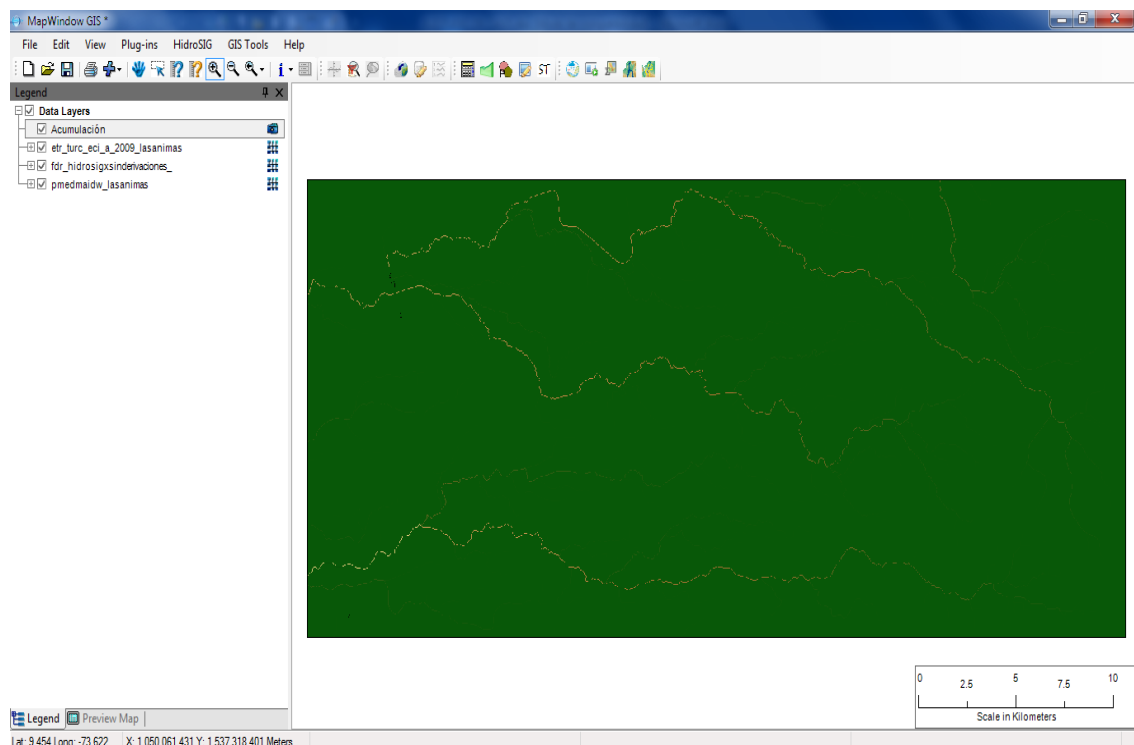 MapWindow GIS *
File Edit View Plug-ins HidroSIG GIS Tools Help
ST
Legend
Data Layers
Acumulación
etr_turc_eci_a_2009_lasanimas
fdr_hidrosigxsinderivaciones_
pmedmaidw_lasanimas
0 2.5 5 7.5 10
Scale in Kilometers
Legend Preview Map
Lat: 9.454 Long: -73.622 X: 1.050.061.431 Y: 1.537.318.401 Meters